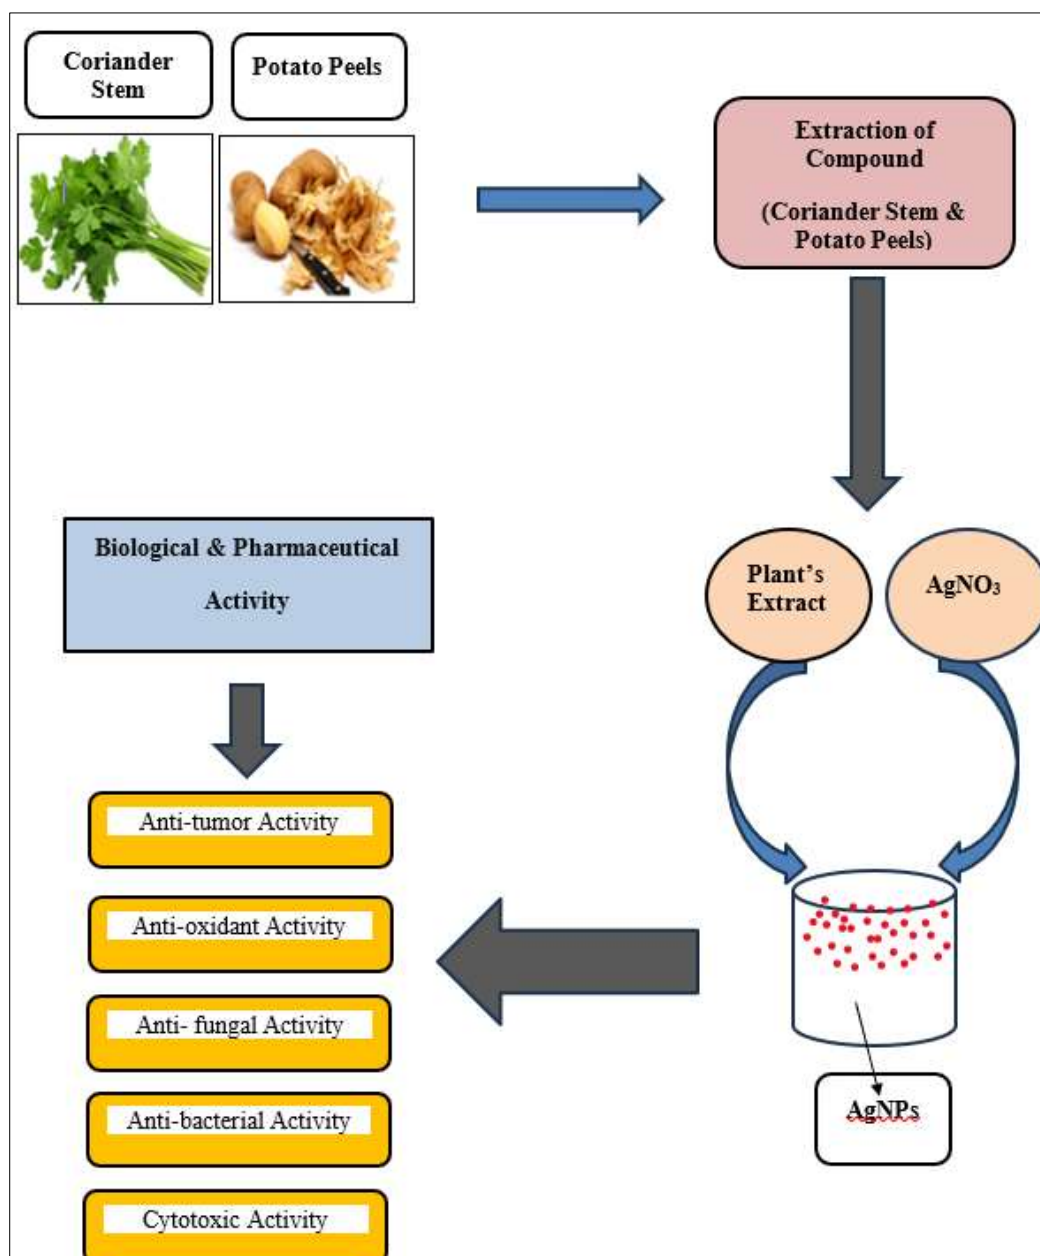 Coriander
Stem
Potato Peels
Extraction of
Compound
(Coriander Stem &
Potato Peels)
Plant's
Extract
AgNO₃
AgNPs
Biological & Pharmaceutical
Activity
Anti-tumor Activity
Anti-oxidant Activity
Anti- fungal Activity
Anti-bacterial Activity
Cytotoxic Activity